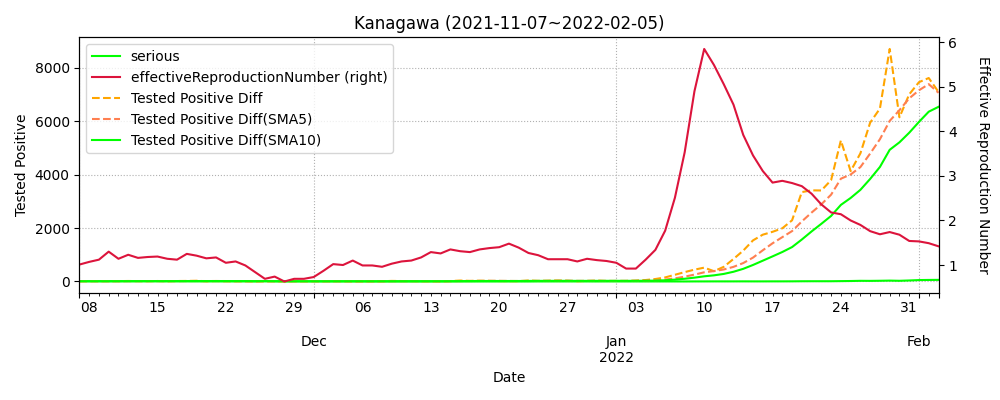 Kanagawa (2021-11-07~2022-02-05)
serious
effectiveReproductionNumber (right)
Tested Positive Diff
Tested Positive Diff(SMA5)
Tested Positive Diff(SMA10)
Tested Positive
8000
6000
4000
2000
0
6
5
4
3
2
1
Effective Reproduction Number
08 15 22 29 06 13 20 27 03 10 17 24 31
Dec Jan Feb
2022
Date